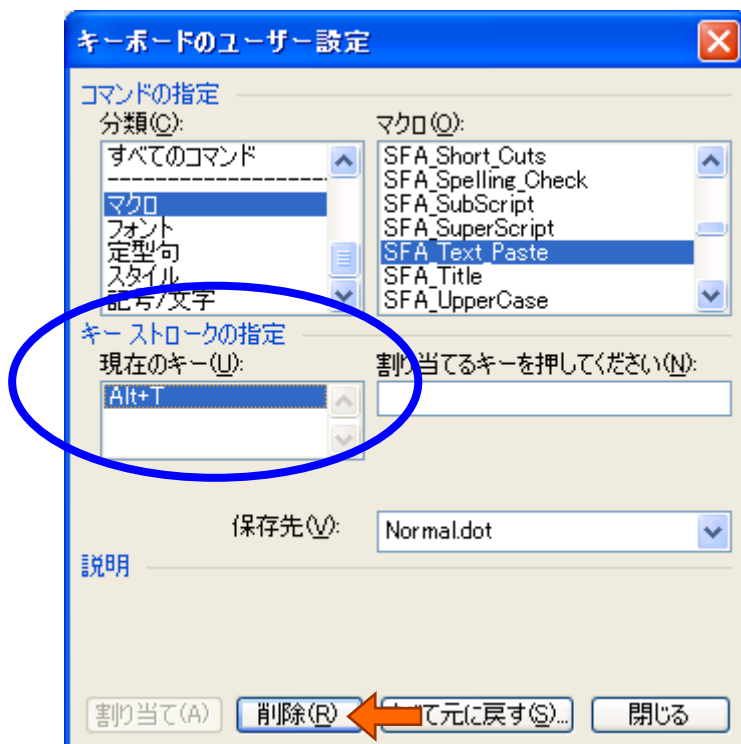 キーボードのユーザー設定
コマンドの指定
分類(C):
すべてのコマンド
--------------------
マクロ
フォント
定型句
スタイル
記号/文字
マクロ(O):
SFA_Short_Cuts
SFA_Spelling_Check
SFA_SubScript
SFA_SuperScript
SFA_Text_Paste
SFA_Title
SFA_UpperCase
キー ストロークの指定
現在のキー(U):
Alt+T
割り当てるキーを押してください(N):
保存先(V):
Normal.dot
説明
割り当て(A)
削除(R)
て元に戻す(S)...
閉じる